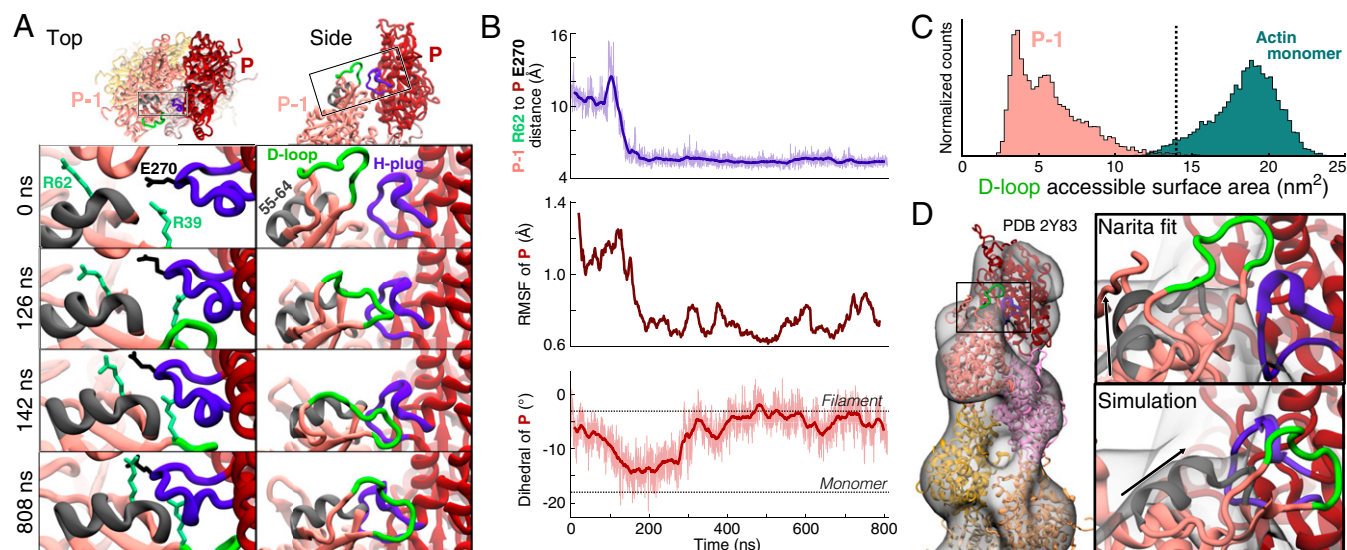 A
Top
Side
P
P
P-1
P-1
0 ns
R62
E270
R39
D-loop
H-plug
55-64
126 ns
142 ns
808 ns
B
P-1 R62 to P E270
distance (Å)
16
10
4
RMSF of P (Å)
1.4
1.0
0.6
Dihedral of P (°)
0
-10
-20
Filament
Monomer
0
200
400
600
800
Time (ns)
C
Normalized counts
P-1
Actin
monomer
0
5
10
15
20
25
D-loop accessible surface area (nm²)
D
PDB 2Y83
Narita fit
Simulation